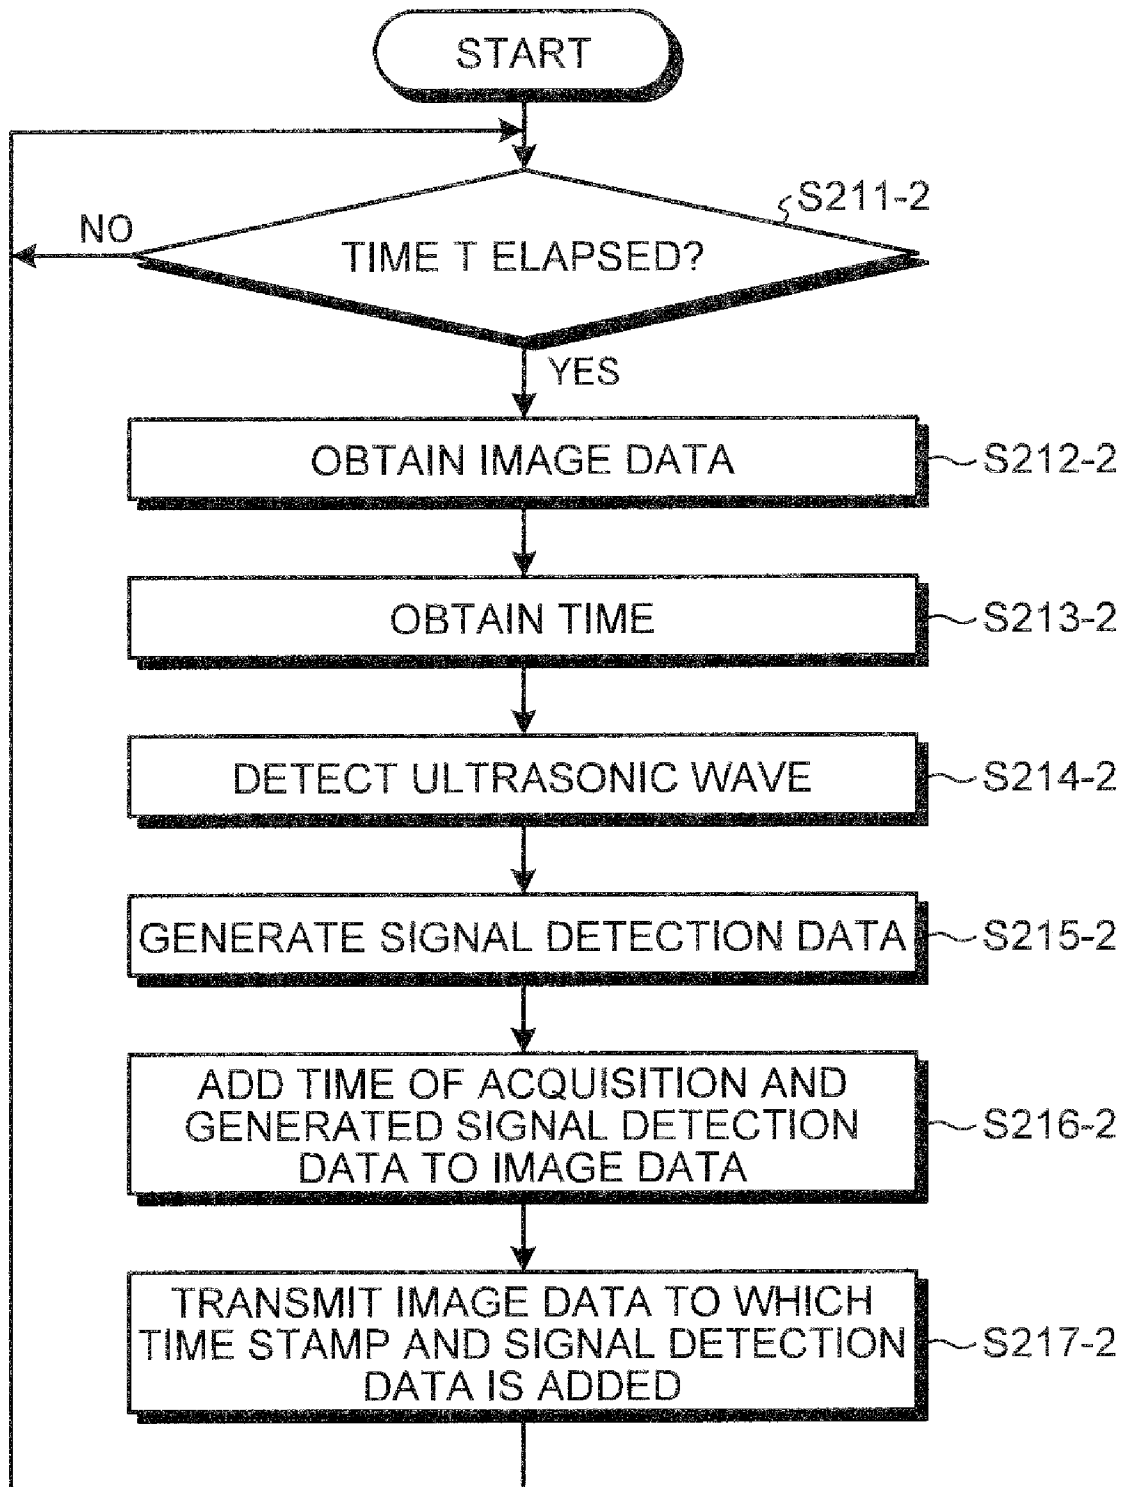 START
S211-2
NO
TIME T ELAPSED?
YES
OBTAIN IMAGE DATA
S212-2
OBTAIN TIME
S213-2
DETECT ULTRASONIC WAVE
S214-2
GENERATE SIGNAL DETECTION DATA
S215-2
ADD TIME OF ACQUISITION AND
GENERATED SIGNAL DETECTION
DATA TO IMAGE DATA
S216-2
TRANSMIT IMAGE DATA TO WHICH
TIME STAMP AND SIGNAL DETECTION
DATA IS ADDED
S217-2